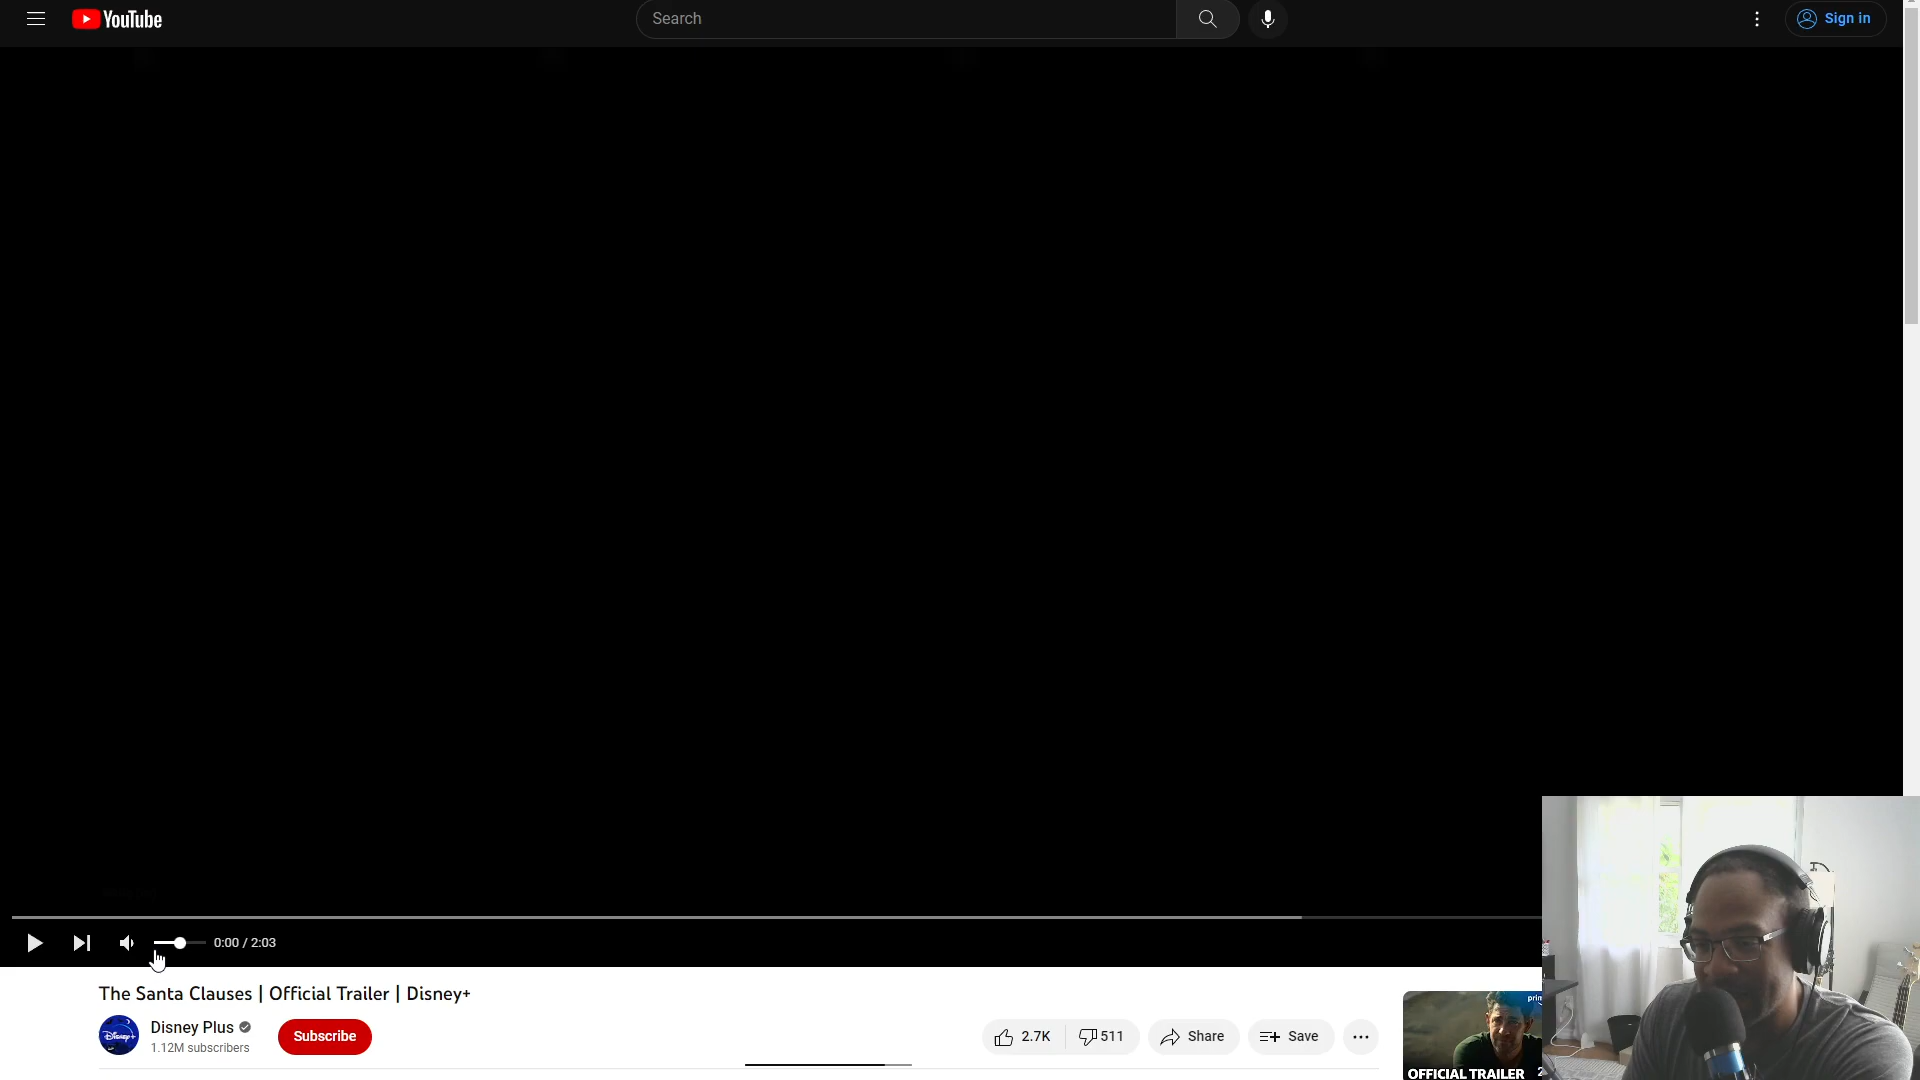 YouTube
Search
Sign in
0:00 / 2:03
The Santa Clauses | Official Trailer | Disney+
Disney+
Disney Plus
1.12M subscribers
Subscribe
2.7K
511
Share
Save
OFFICIAL TRAILER